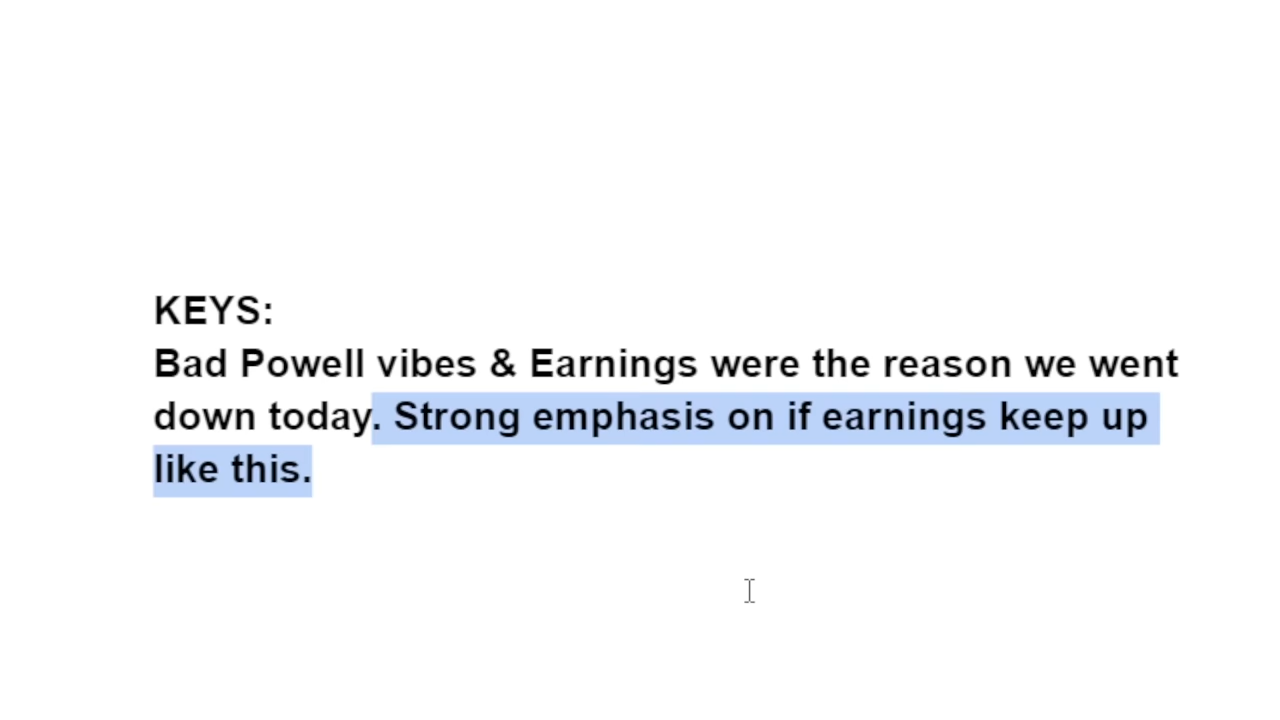 KEYS:
Bad Powell vibes & Earnings were the reason we went
down today. Strong emphasis on if earnings keep up
like this.